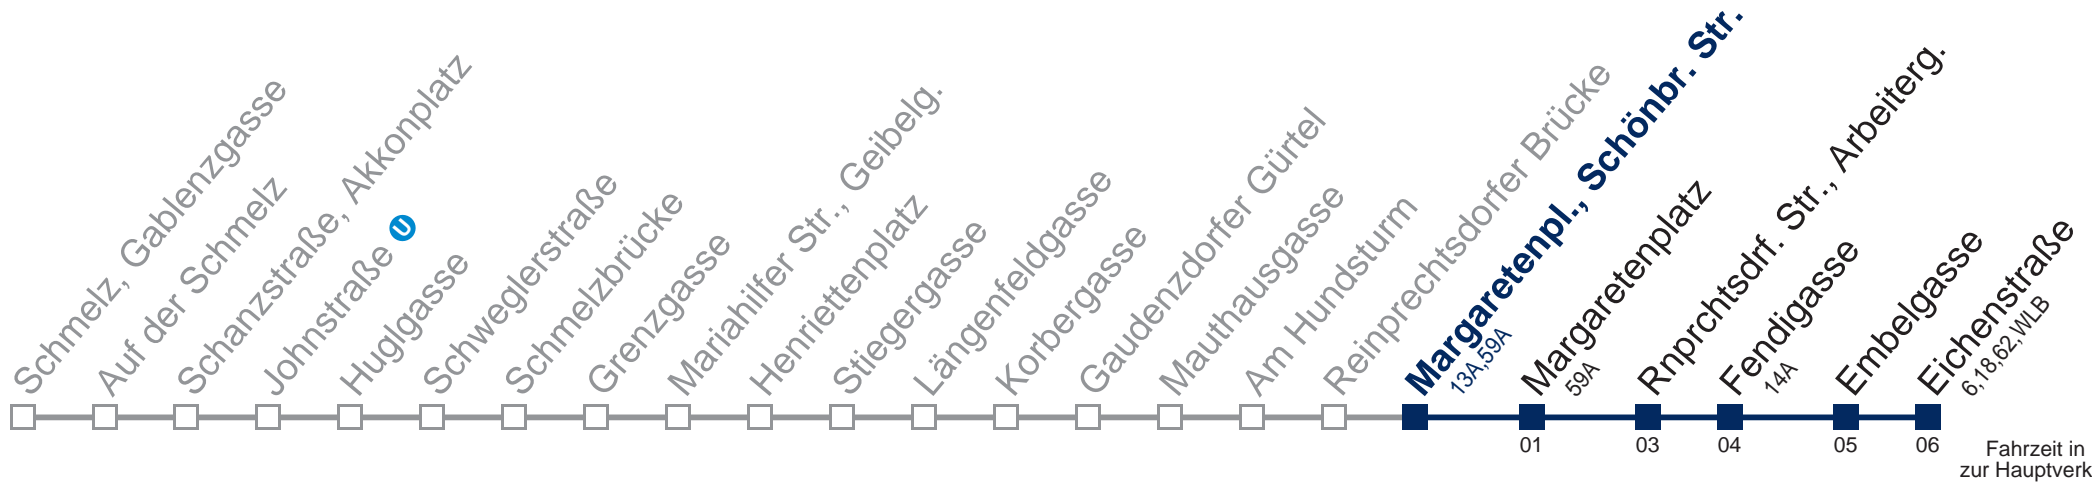 Schmelz, Gablenzgasse
Auf der Schmelz
Schanzstraße, Akkonplatz
Johnstraße U
Huglgasse
Schweglerstraße
Schmelzbrücke
Grenzgasse
Mariahilfer Str., Geibelg.
Henriettenplatz
Stiegergasse
Längenfeldgasse
Korbergasse
Gaudenzdorfer Gürtel
Mauthausgasse
Am Hundsturm
Reinprechtsdorfer Brücke
Margaretenpl., Schönbr. Str.
13A,59A
Margaretenplatz
59A
Rnprchtsdrf. Str., Arbeiterg.
Fendigasse
14A
Embelgasse
Eichenstraße
6,18,62,WLB
01
03
04
05
06
Fahrzeit in
zur Hauptverk